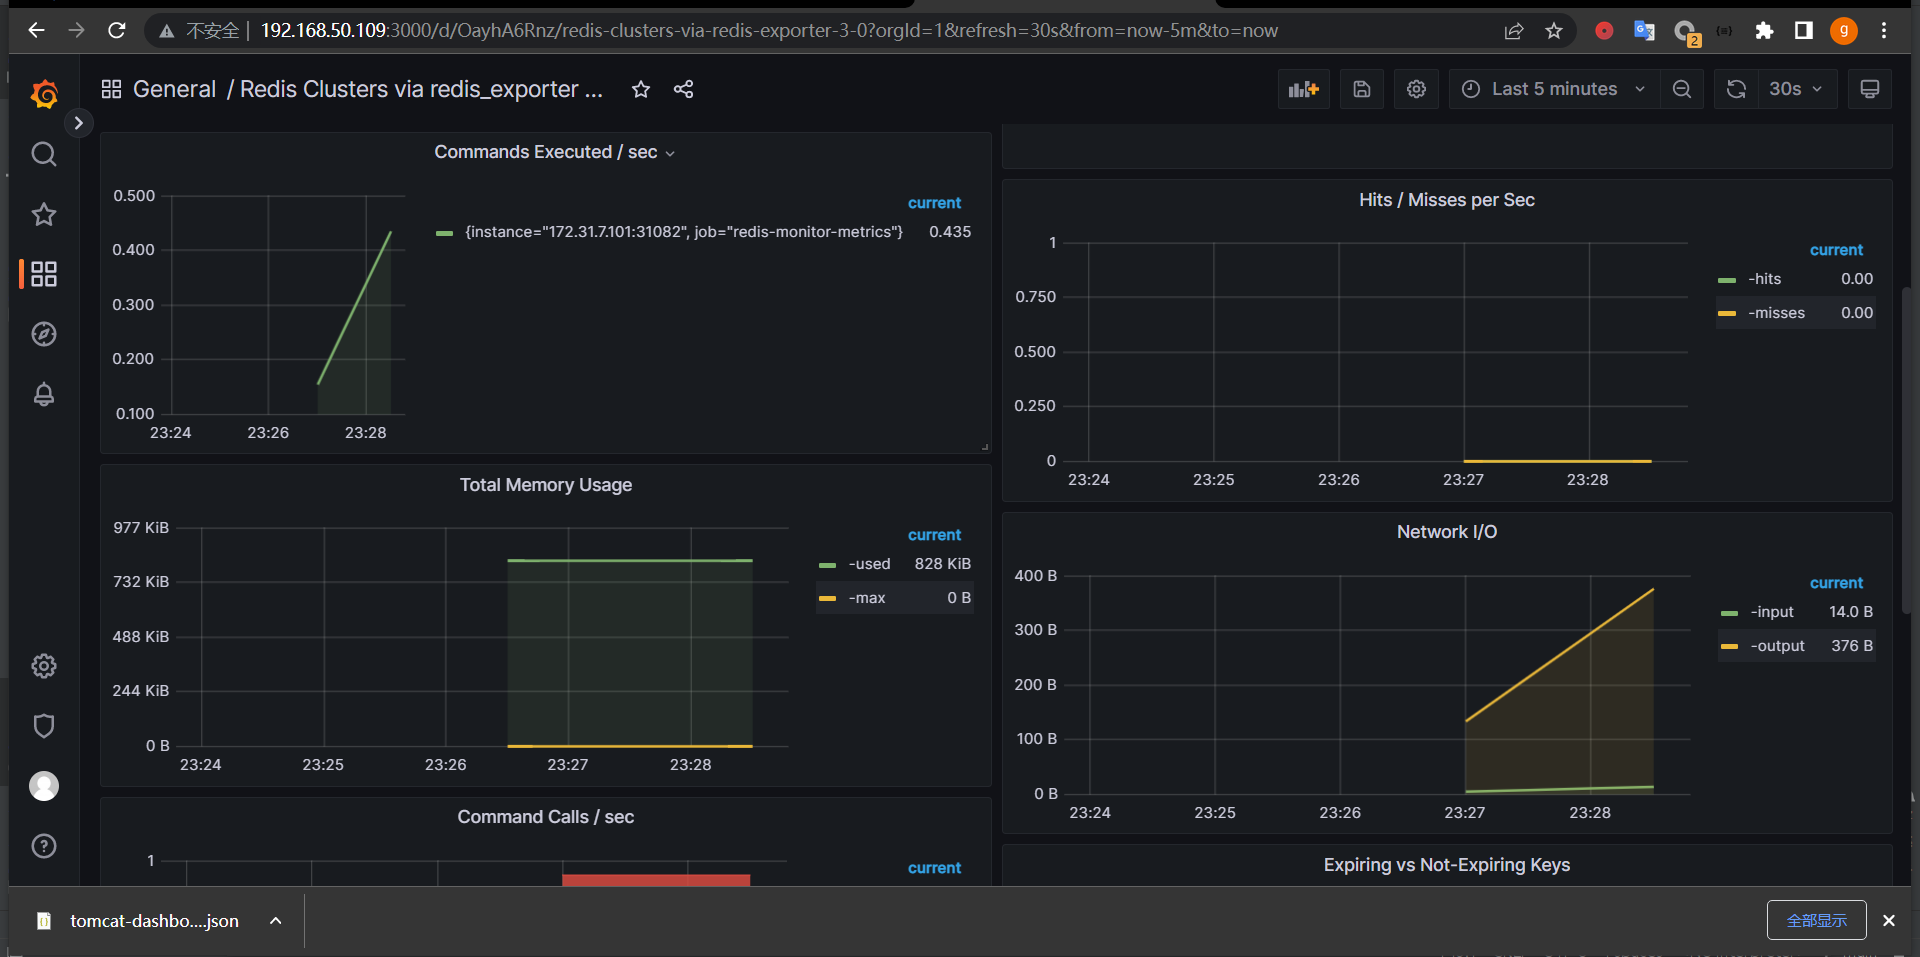 不安全 192.168.50.109:3000/d/OayhA6Rnz/redis-clusters-via-redis-exporter-3-0?orgId=1&refresh=30s&from=now-5m&to=now
2
g
General / Redis Clusters via redis_exporter ...
Last 5 minutes
30s
Commands Executed / sec
0.500
0.400
0.300
0.200
0.100
23:24 23:26 23:28
current
{instance="172.31.7.101:31082", job="redis-monitor-metrics"} 0.435
Hits / Misses per Sec
1
0.750
0.500
0.250
0
23:24 23:25 23:26 23:27 23:28
current
-hits 0.00
-misses 0.00
Total Memory Usage
977 KiB
732 KiB
488 KiB
244 KiB
0 B
23:24 23:25 23:26 23:27 23:28
current
-used 828 KiB
-max 0 B
Network I/O
400 B
300 B
200 B
100 B
0 B
23:24 23:25 23:26 23:27 23:28
current
-input 14.0 B
-output 376 B
Command Calls / sec
1
current
Expiring vs Not-Expiring Keys
tomcat-dashbo....json
全部显示